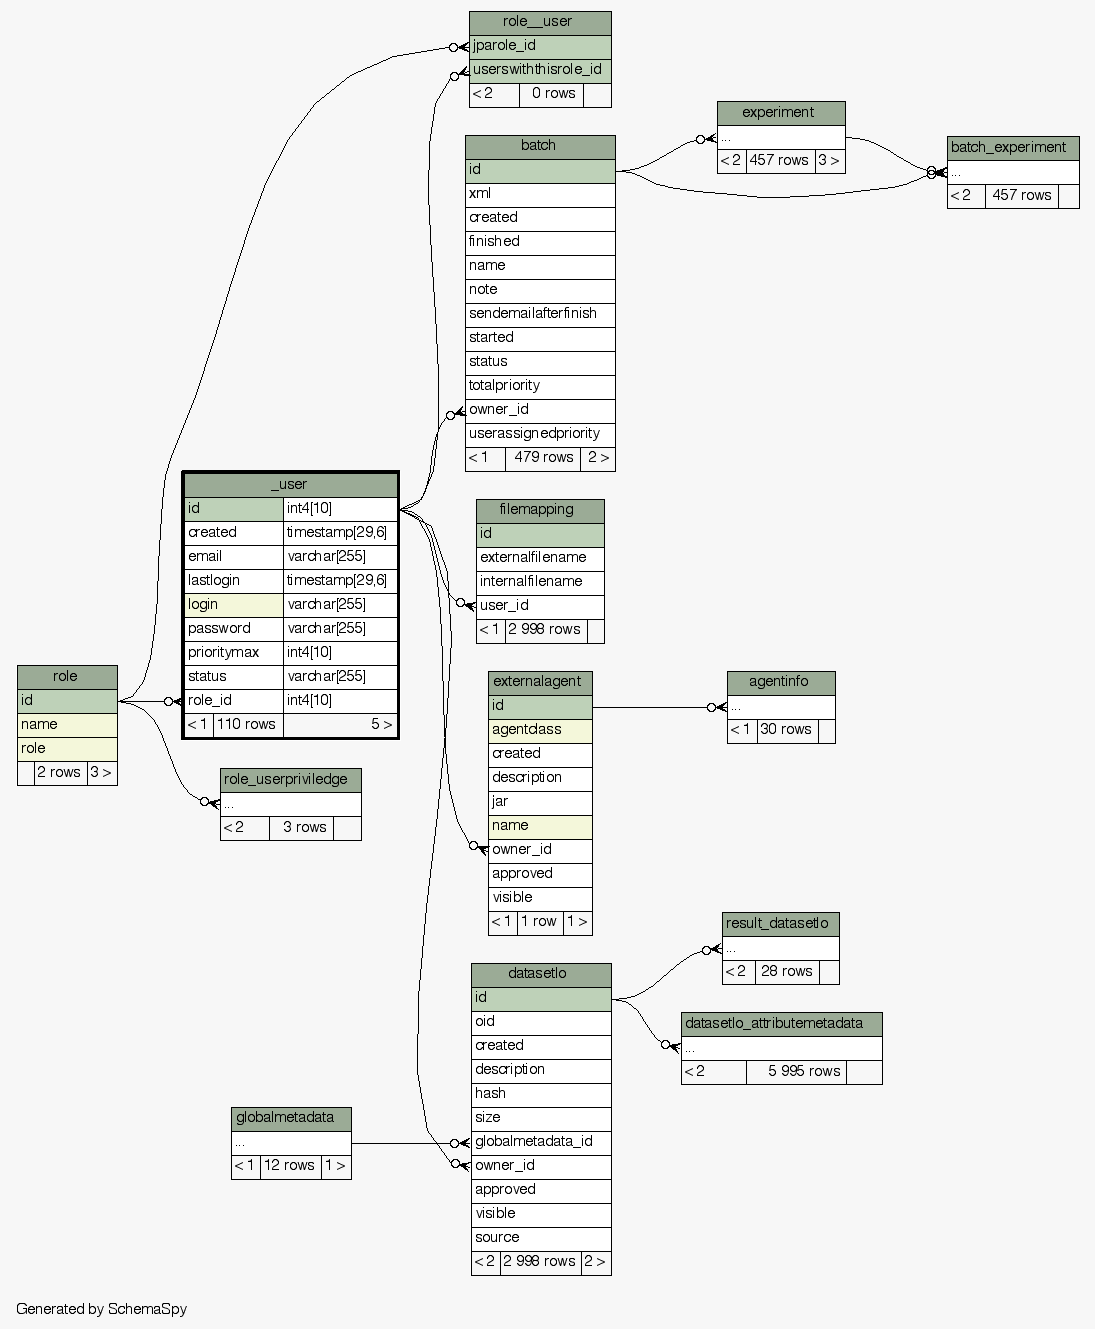 role__user
jparole_id
userswiththisrole_id
< 2 0 rows
batch
id
xml
created
finished
name
note
sendemailafterfinish
started
status
totalpriority
owner_id
userassignedpriority
< 1 479 rows 2 >
experiment
...
< 2 457 rows 3 >
batch_experiment
...
< 2 457 rows
_user
id int4[10]
created timestamp[29,6]
email varchar[255]
lastlogin timestamp[29,6]
login varchar[255]
password varchar[255]
prioritymax int4[10]
status varchar[255]
role_id int4[10]
< 1 110 rows 5 >
filemapping
id
externalfilename
internalfilename
user_id
< 1 2 998 rows
role
id
name
role
2 rows 3 >
role_userpriviledge
...
< 2 3 rows
externalagent
id
agentclass
created
description
jar
name
owner_id
approved
visible
< 1 1 row 1 >
agentinfo
...
< 1 30 rows
result_datasetlo
...
< 2 28 rows
datasetlo
id
oid
created
description
hash
size
globalmetadata_id
owner_id
approved
visible
source
< 2 2 998 rows 2 >
datasetlo_attributemetadata
...
< 2 5 995 rows
globalmetadata
...
< 1 12 rows 1 >
Generated by SchemaSpy